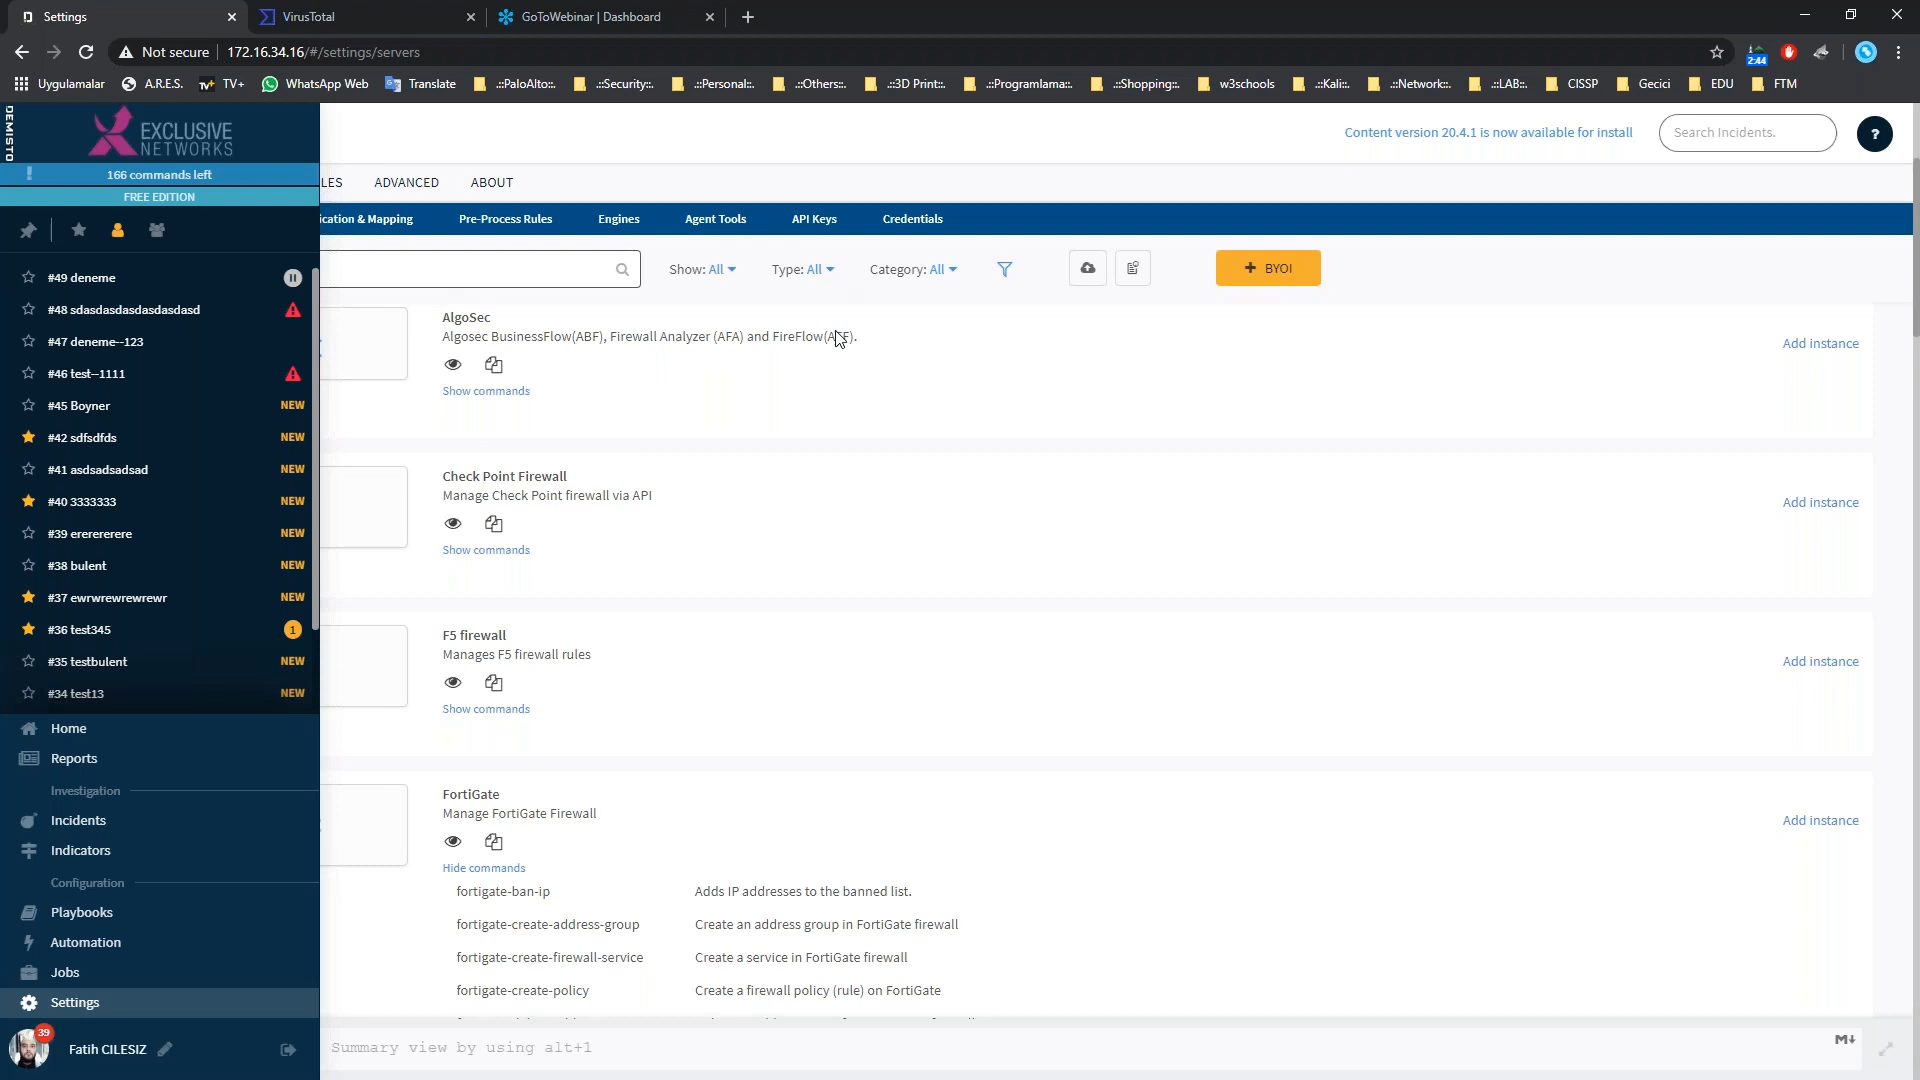 Settings
VirusTotal
GoToWebinar | Dashboard
Not secure
172.16.34.16/#/settings/servers
2:44
Uygulamalar
A.R.E.S.
TV+
WhatsApp Web
Translate
.::PaloAlto::.
.::Security::.
.::Personal::.
.::Others::.
.::3D Print::.
.::Programlama::.
.::Shopping::.
w3schools
.::Kali::.
.::Network::.
.::LAB::.
CISSP
Gecici
EDU
FTM
DEMISTO
EXCLUSIVE
NETWORKS
166 commands left
FREE EDITION
Content version 20.4.1 is now available for install
Search Incidents.
?
LES
ADVANCED
ABOUT
ication & Mapping
Pre-Process Rules
Engines
Agent Tools
API Keys
Credentials
Show: All
Type: All
Category: All
+ BYOI
#49 deneme
#48 sdasdasdasdasdasdasd
#47 deneme--123
#46 test--1111
#45 Boyner NEW
#42 sdfsdfds NEW
#41 asdsadsadsad NEW
#40 3333333 NEW
#39 erererererere NEW
#38 bulent NEW
#37 ewrwrewrewrewr NEW
#36 test345 1
#35 testbulent NEW
#34 test13 NEW
Home
Reports
Investigation
Incidents
Indicators
Configuration
Playbooks
Automation
Jobs
Settings
39
Fatih CILESIZ
AlgoSec
Algosec BusinessFlow(ABF), Firewall Analyzer (AFA) and FireFlow(AFF).
Show commands
Add instance
Check Point Firewall
Manage Check Point firewall via API
Show commands
Add instance
F5 firewall
Manages F5 firewall rules
Show commands
Add instance
FortiGate
Manage FortiGate Firewall
Add instance
Hide commands
fortigate-ban-ip Adds IP addresses to the banned list.
fortigate-create-address-group Create an address group in FortiGate firewall
fortigate-create-firewall-service Create a service in FortiGate firewall
fortigate-create-policy Create a firewall policy (rule) on FortiGate
Summary view by using alt+1
M↓